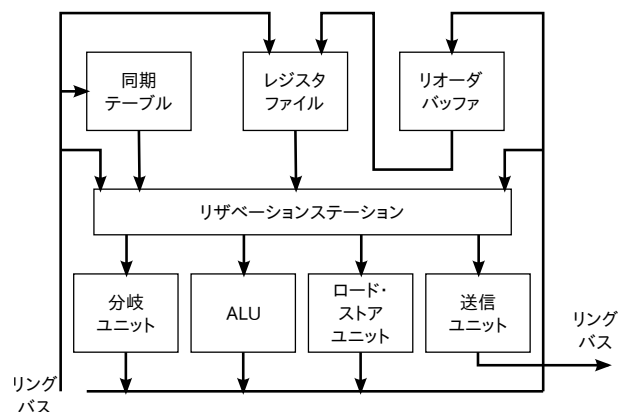 同期
テーブル
レジスタ
ファイル
リオーダ
バッファ
リザベーションステーション
分岐
ユニット
ALU
ロード・
ストア
ユニット
送信
ユニット
リング
バス
リング
バス